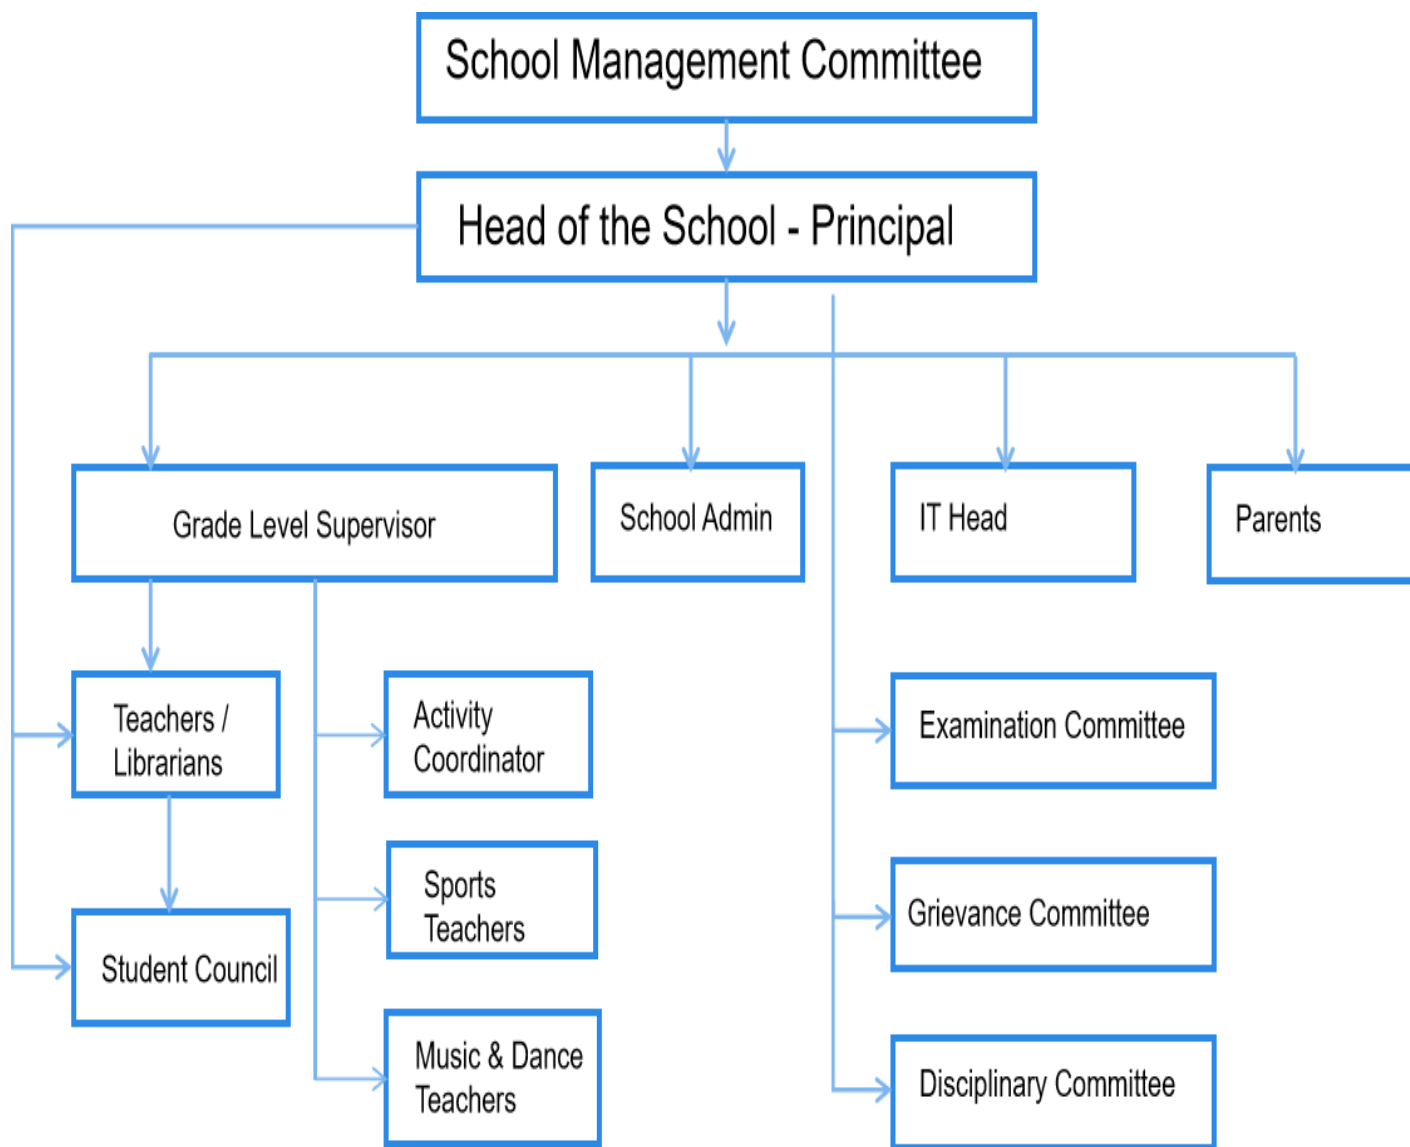 School Management Committee
Head of the School - Principal
Grade Level Supervisor
School Admin
IT Head
Parents
Teachers /
Librarians
Activity
Coordinator
Examination Committee
Sports
Teachers
Grievance Committee
Student Council
Music & Dance
Teachers
Disciplinary Committee